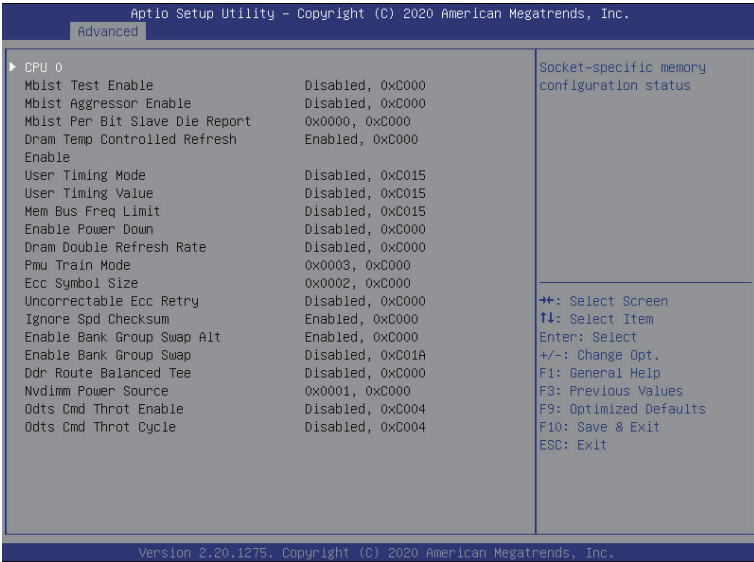 Aptio Setup Utility – Copyright (C) 2020 American Megatrends, Inc.
Advanced
▶ CPU 0
Mbist Test Enable Disabled, 0xC000
Mbist Aggressor Enable Disabled, 0xC000
Mbist Per Bit Slave Die Report 0x0000, 0xC000
Dram Temp Controlled Refresh Enabled, 0xC000
Enable
User Timing Mode Disabled, 0xC015
User Timing Value Disabled, 0xC015
Mem Bus Freq Limit Disabled, 0xC015
Enable Power Down Disabled, 0xC000
Dram Double Refresh Rate Disabled, 0xC000
Pmu Train Mode 0x0003, 0xC000
Ecc Symbol Size 0x0002, 0xC000
Uncorrectable Ecc Retry Disabled, 0xC000
Ignore Spd Checksum Enabled, 0xC000
Enable Bank Group Swap Alt Enabled, 0xC000
Enable Bank Group Swap Disabled, 0xC01A
Ddr Route Balanced Tee Disabled, 0xC000
Nvdimm Power Source 0x0001, 0xC000
Odts Cmd Throt Enable Disabled, 0xC004
Odts Cmd Throt Cycle Disabled, 0xC004
Socket-specific memory
configuration status
→←: Select Screen
↑↓: Select Item
Enter: Select
+/-: Change Opt.
F1: General Help
F3: Previous Values
F9: Optimized Defaults
F10: Save & Exit
ESC: Exit
Version 2.20.1275. Copyright (C) 2020 American Megatrends, Inc.